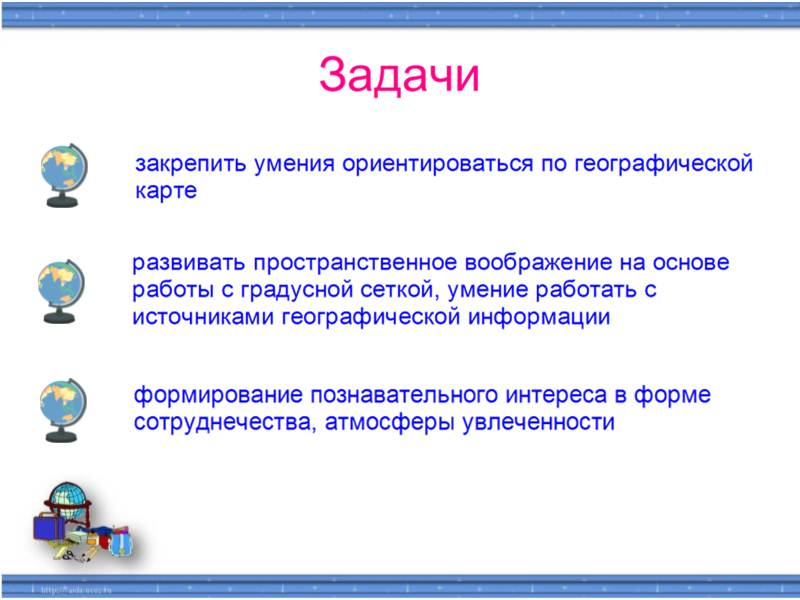 Задачи
закрепить умения ориентироваться по географической
карте
развивать пространственное воображение на основе
работы с градусной сеткой, умение работать с
источниками географической информации
формирование познавательного интереса в форме
сотруднечества, атмосферы увлеченности